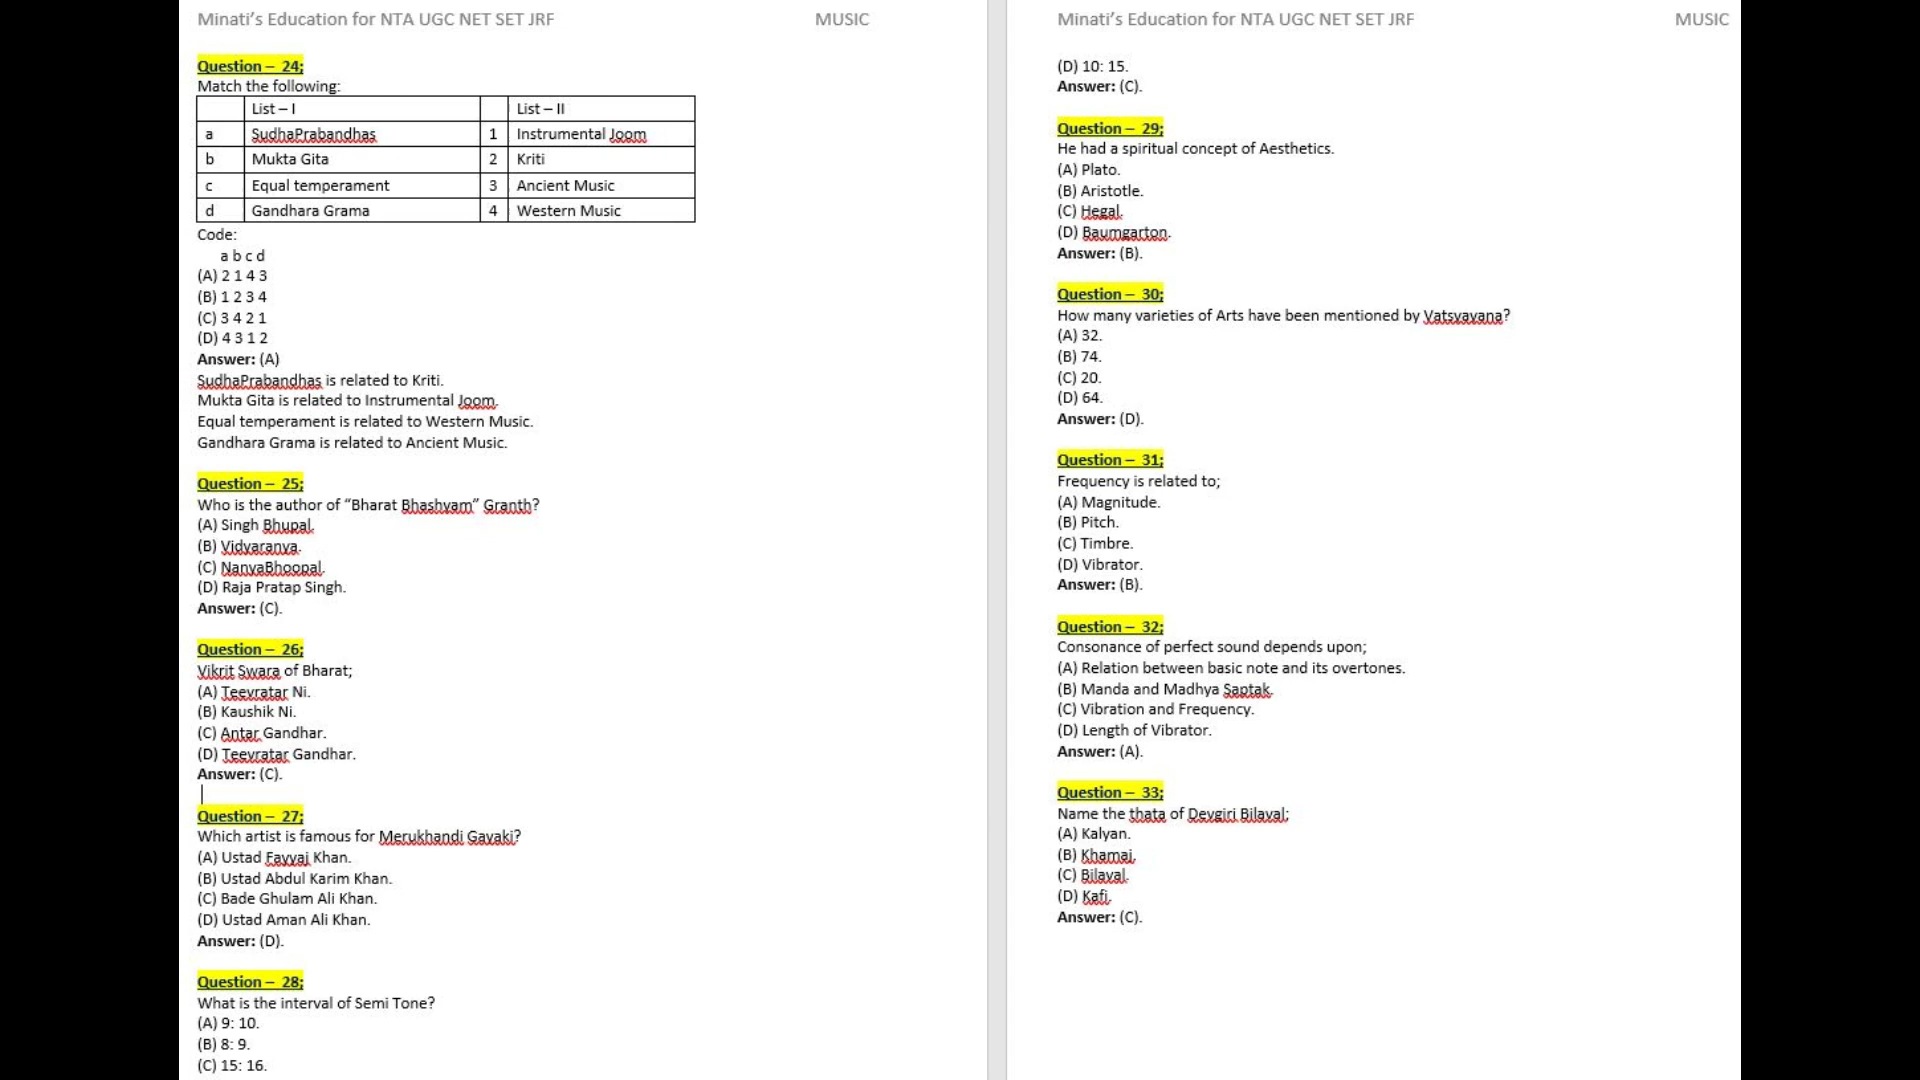 Minati’s Education for NTA UGC NET SET JRF MUSIC
Question – 24;
Match the following:
List – I List – II
a SudhaPrabandhas 1 Instrumental Joom
b Mukta Gita 2 Kriti
c Equal temperament 3 Ancient Music
d Gandhara Grama 4 Western Music
Code:
a b c d
(A) 2 1 4 3
(B) 1 2 3 4
(C) 3 4 2 1
(D) 4 3 1 2
Answer: (A)
SudhaPrabandhas is related to Kriti.
Mukta Gita is related to Instrumental Joom.
Equal temperament is related to Western Music.
Gandhara Grama is related to Ancient Music.
Question – 25;
Who is the author of “Bharat Bhashyam” Granth?
(A) Singh Bhupal.
(B) Vidyaranya.
(C) NanyaBhoopal.
(D) Raja Pratap Singh.
Answer: (C).
Question – 26;
Vikrit Swara of Bharat;
(A) Teevratar Ni.
(B) Kaushik Ni.
(C) Antar Gandhar.
(D) Teevratar Gandhar.
Answer: (C).
Question – 27;
Which artist is famous for Merukhandi Gayaki?
(A) Ustad Fayyaj Khan.
(B) Ustad Abdul Karim Khan.
(C) Bade Ghulam Ali Khan.
(D) Ustad Aman Ali Khan.
Answer: (D).
Question – 28;
What is the interval of Semi Tone?
(A) 9: 10.
(B) 8: 9.
(C) 15: 16.
Minati’s Education for NTA UGC NET SET JRF MUSIC
(D) 10: 15.
Answer: (C).
Question – 29;
He had a spiritual concept of Aesthetics.
(A) Plato.
(B) Aristotle.
(C) Hegal.
(D) Baumgarton.
Answer: (B).
Question – 30;
How many varieties of Arts have been mentioned by Vatsyayana?
(A) 32.
(B) 74.
(C) 20.
(D) 64.
Answer: (D).
Question – 31;
Frequency is related to;
(A) Magnitude.
(B) Pitch.
(C) Timbre.
(D) Vibrator.
Answer: (B).
Question – 32;
Consonance of perfect sound depends upon;
(A) Relation between basic note and its overtones.
(B) Manda and Madhya Saptak.
(C) Vibration and Frequency.
(D) Length of Vibrator.
Answer: (A).
Question – 33;
Name the thata of Devgiri Bilaval;
(A) Kalyan.
(B) Khamaj.
(C) Bilaval.
(D) Kafi.
Answer: (C).